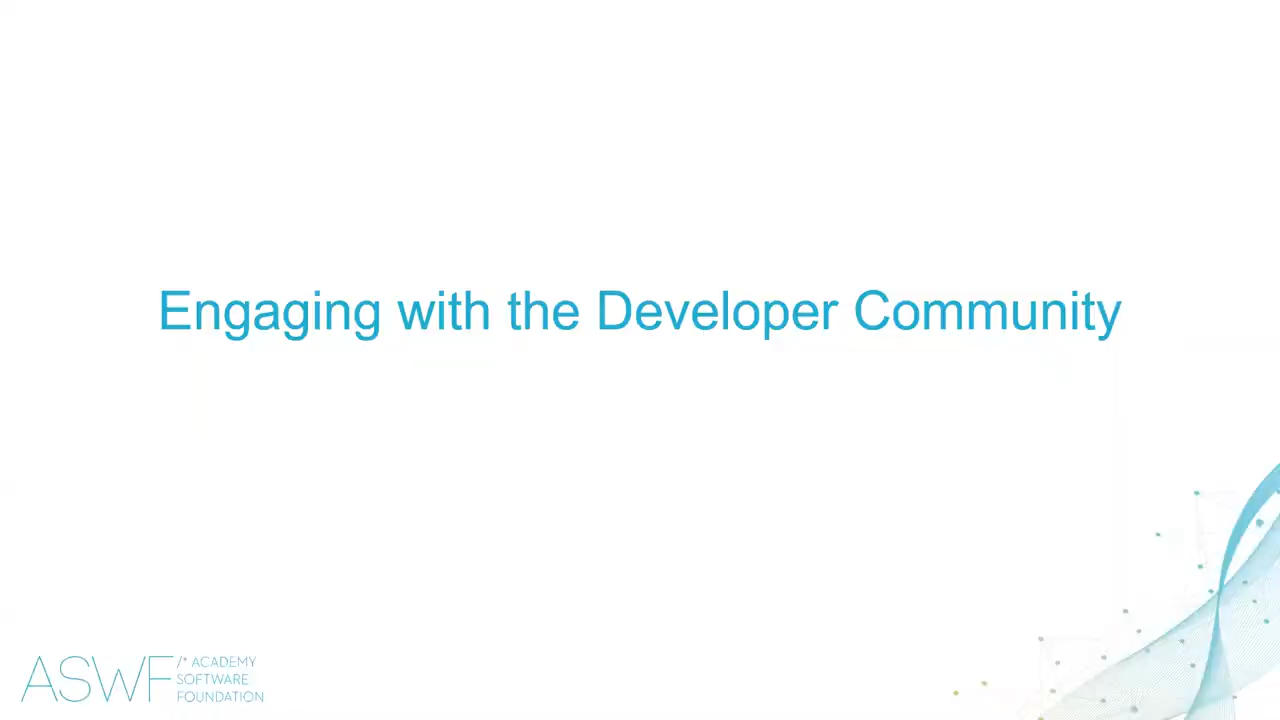 Engaging with the Developer Community
ASWF /* ACADEMY
SOFTWARE
FOUNDATION